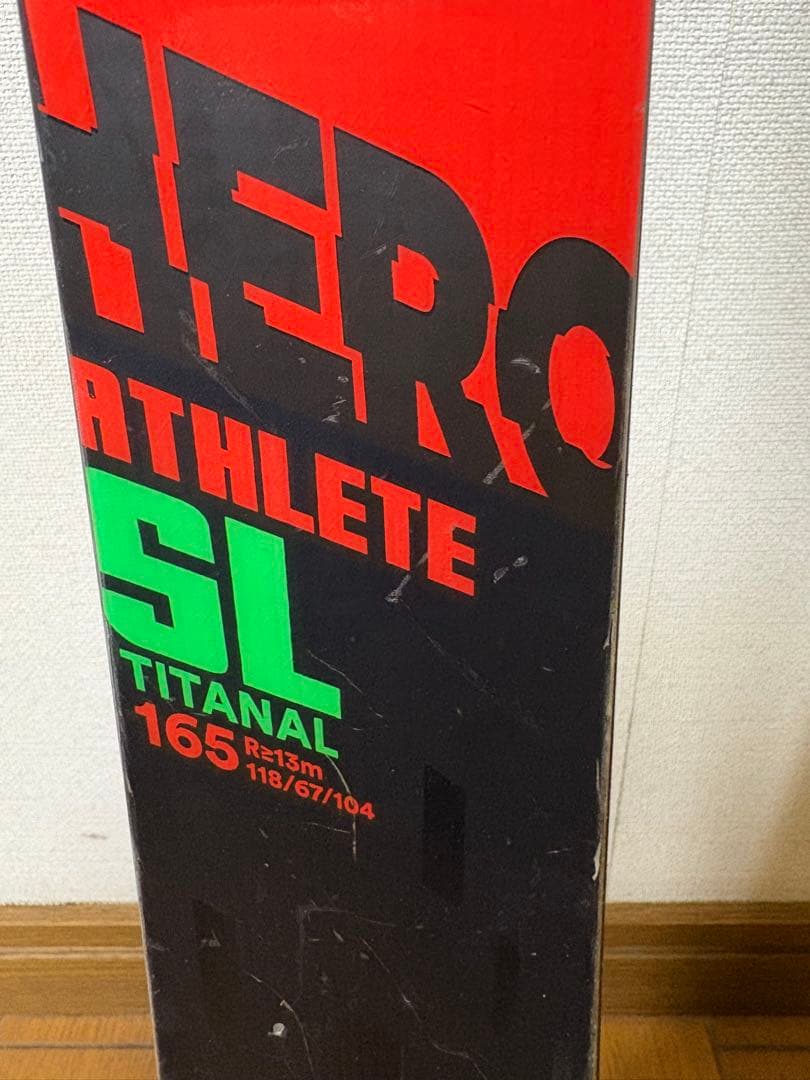 HERO
ATHLETE
SL
TITANAL
165 R≥13m
118/67/104